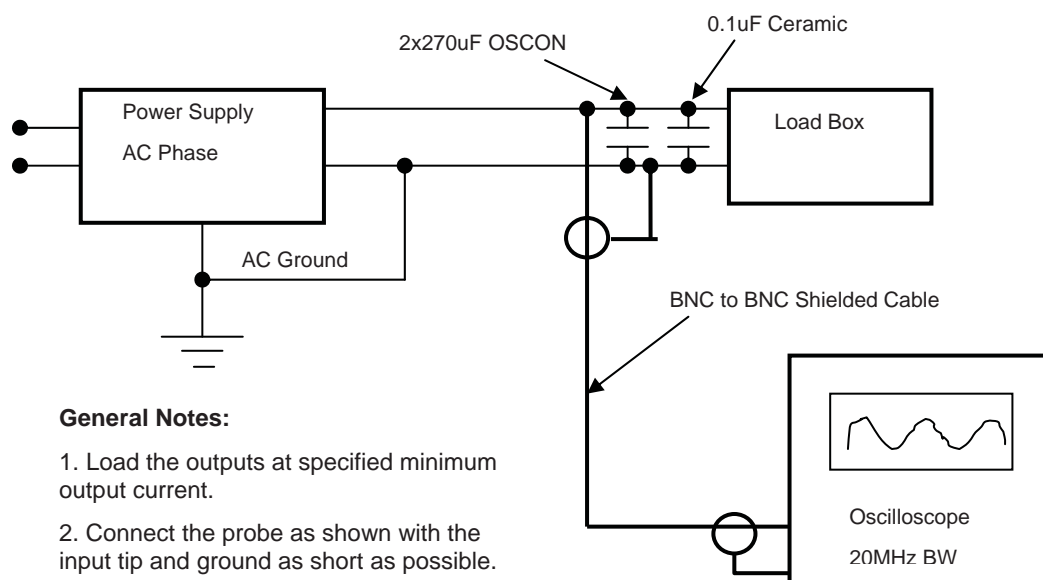 2x270uF OSCON
0.1uF Ceramic
Power Supply
AC Phase
Load Box
AC Ground
BNC to BNC Shielded Cable
General Notes:
1. Load the outputs at specified minimum
output current.
2. Connect the probe as shown with the
input tip and ground as short as possible.
Oscilloscope
20MHz BW